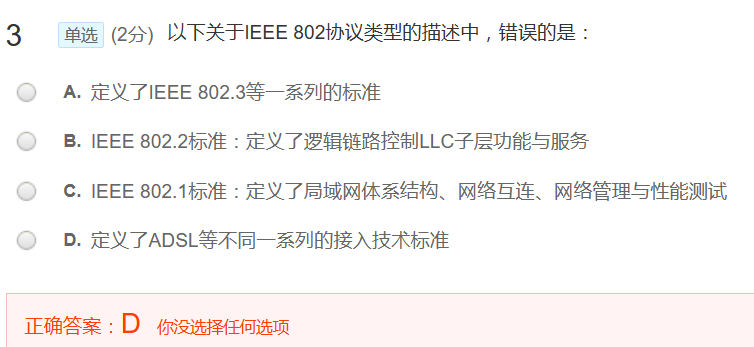 3 单选 (2分) 以下关于IEEE 802协议类型的描述中，错误的是：
A. 定义了IEEE 802.3等一系列的标准
B. IEEE 802.2标准：定义了逻辑链路控制LLC子层功能与服务
C. IEEE 802.1标准：定义了局域网体系结构、网络互连、网络管理与性能测试
D. 定义了ADSL等不同一系列的接入技术标准
正确答案：D 你没选择任何选项